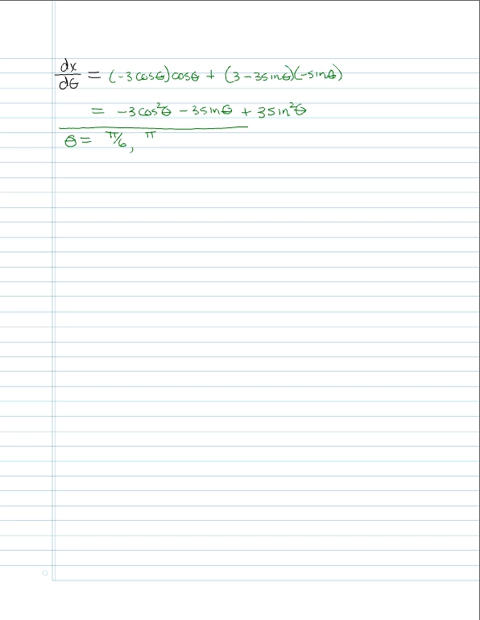 dx/dθ = (-3cosθ)cosθ + (3-3sinθ)(-sinθ)
= -3cos²θ - 3sinθ + 3sin²θ
θ = π/6, π